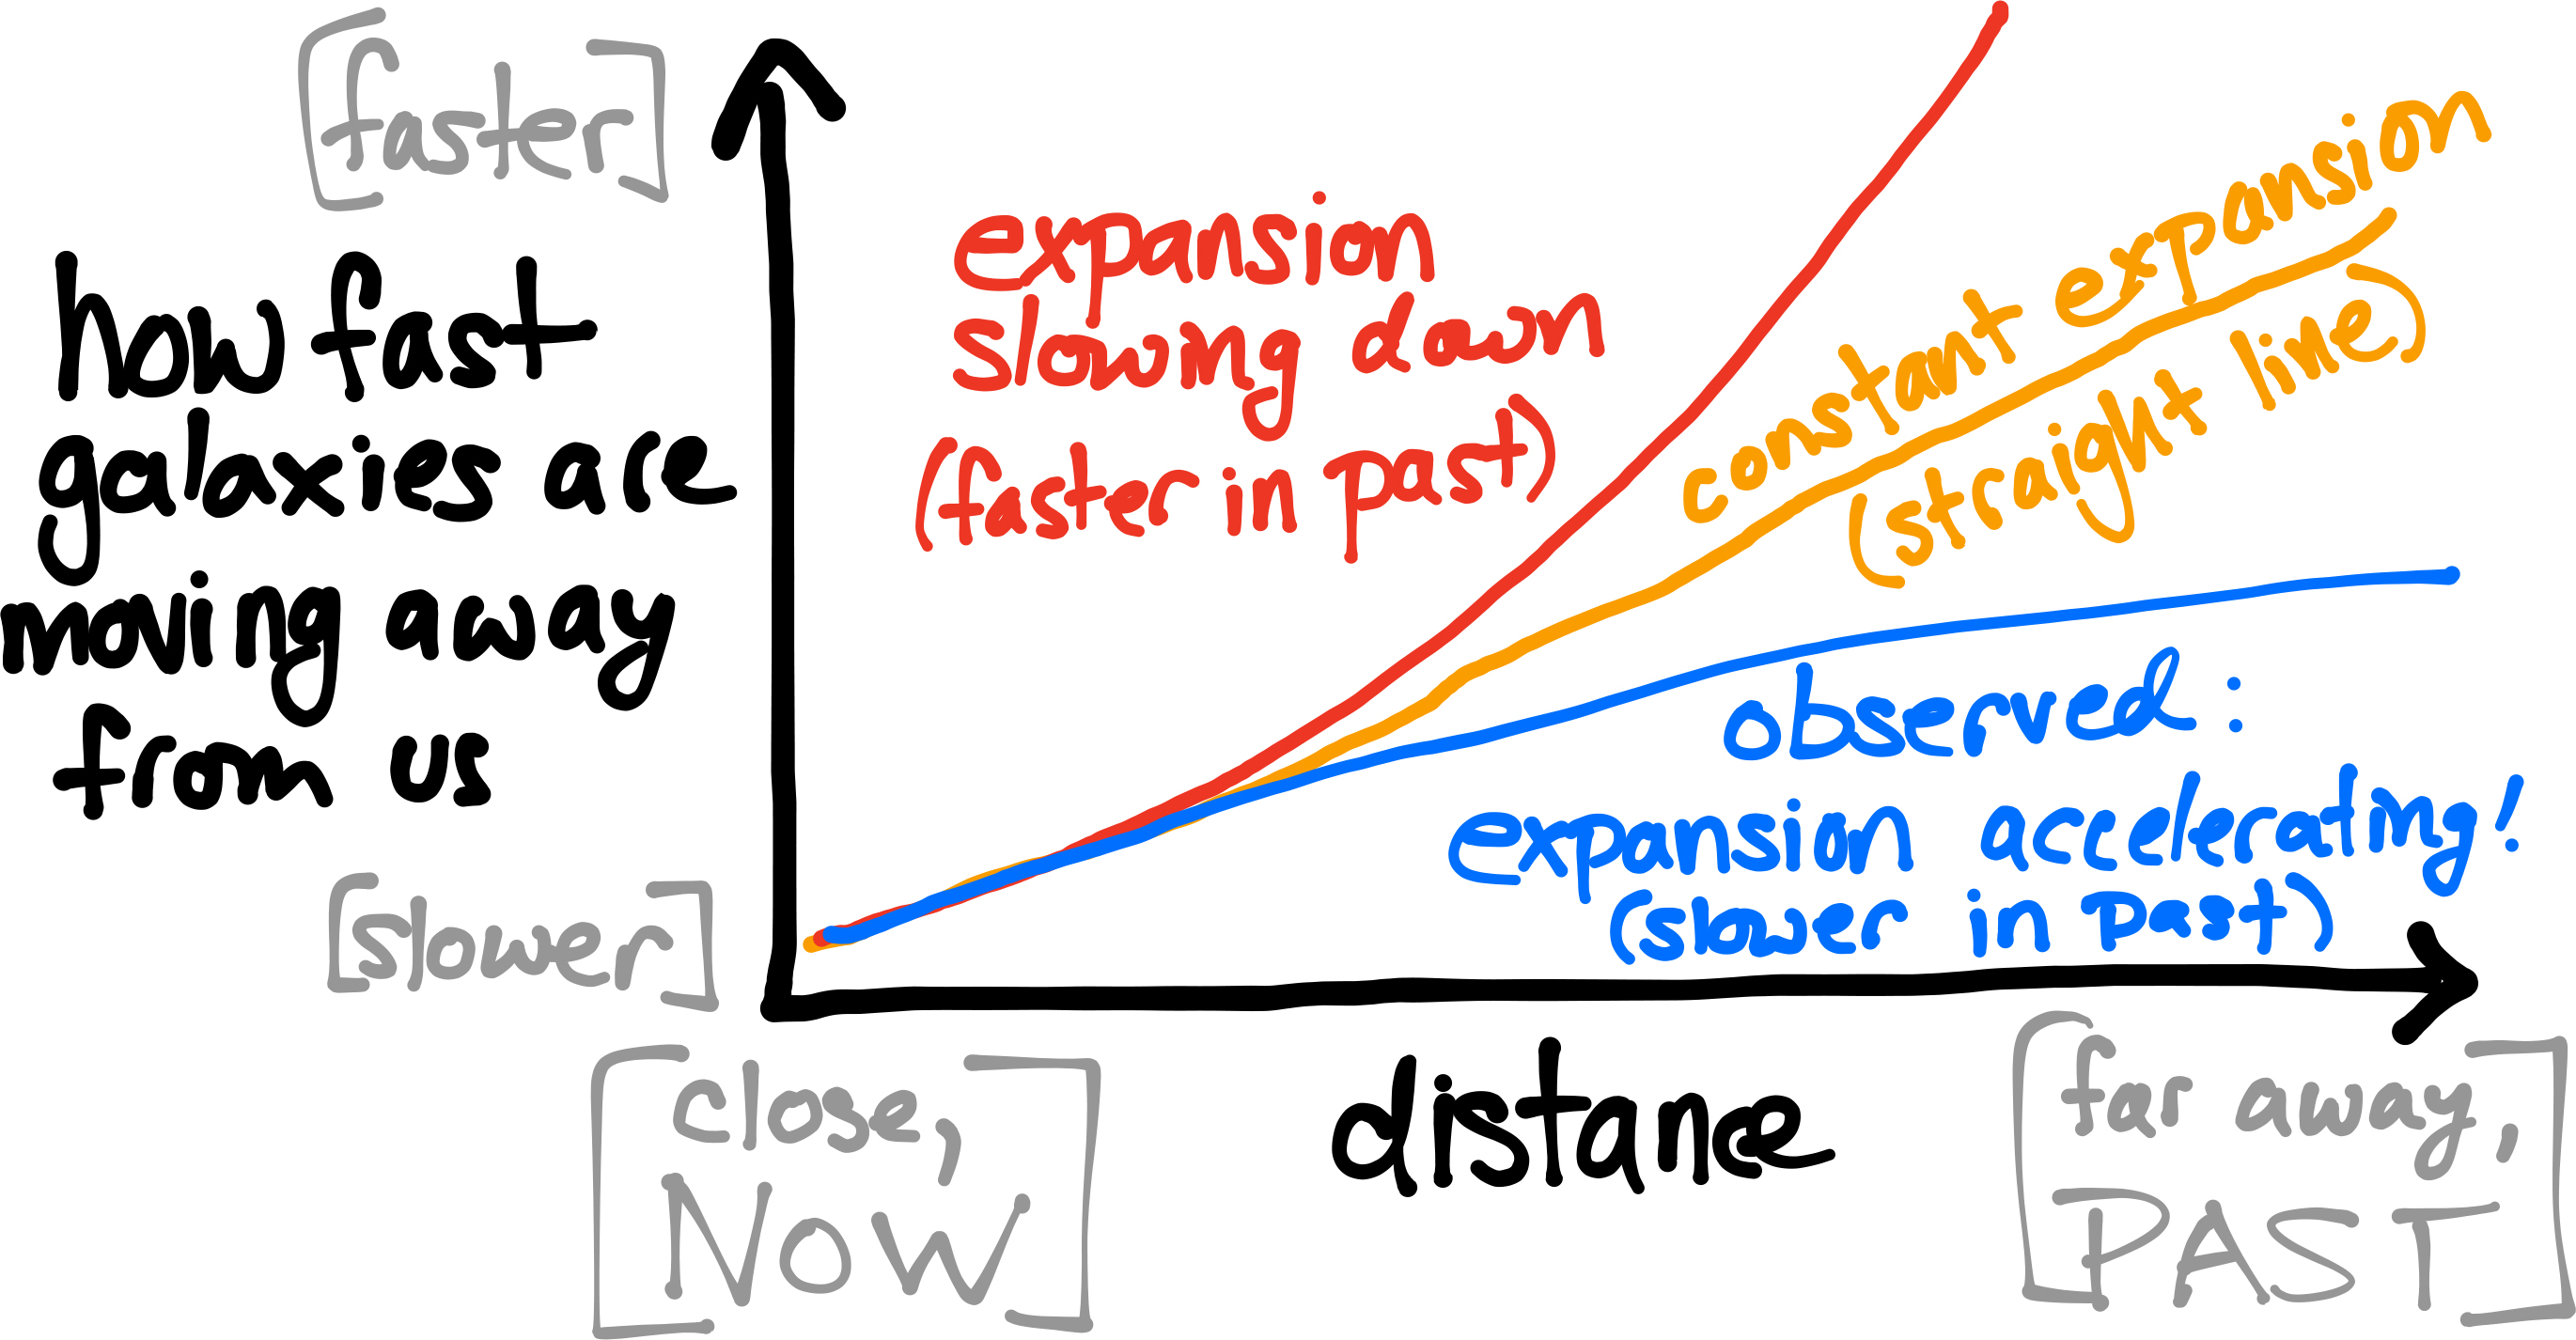 [faster]
how fast
galaxies are
moving away
from us
[slower]
expansion
slowing down
(faster in past)
constant expansion
(straight line)
observed:
expansion accelerating!
(slower in past)
[close,
NOW]
distance
[far away,
PAST]